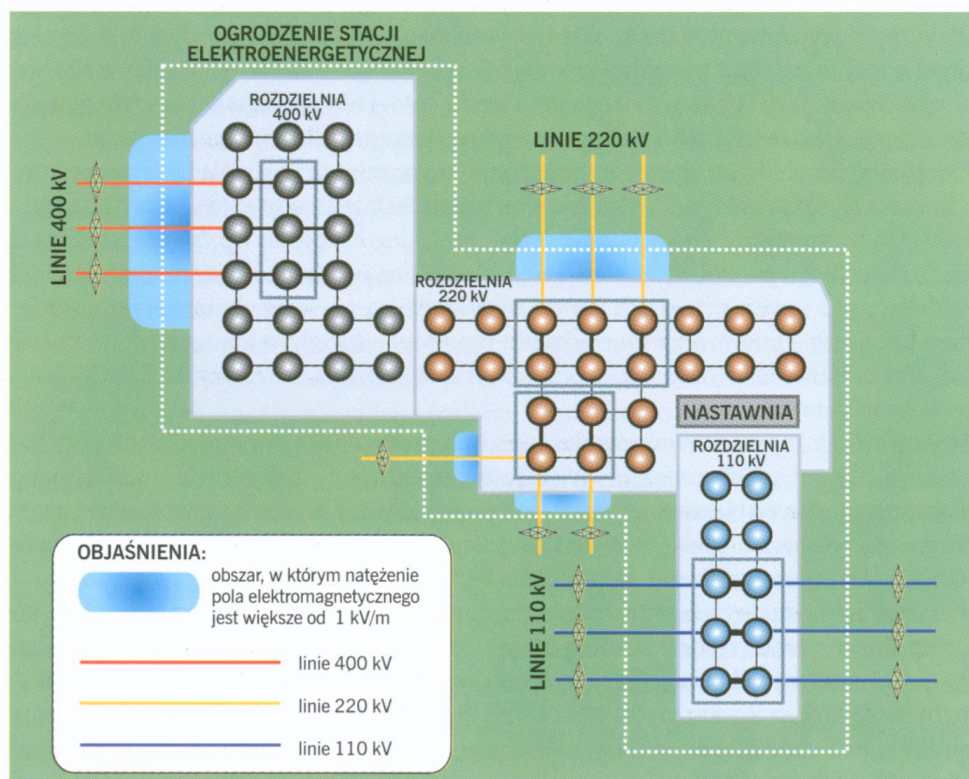 OGRODZENIE STACJI
ELEKTROENERGETYCZNEJ
ROZDZIELNIA
400 kV
LINIE 400 kV
LINIE 220 kV
ROZDZIELNIA
220 kV
NASTAWNIA
ROZDZIELNIA
110 kV
LINIE 110 kV
OBJAŚNIENIA:
obszar, w którym natężenie
pola elektromagnetycznego
jest większe od 1 kV/m
linie 400 kV
linie 220 kV
linie 110 kV